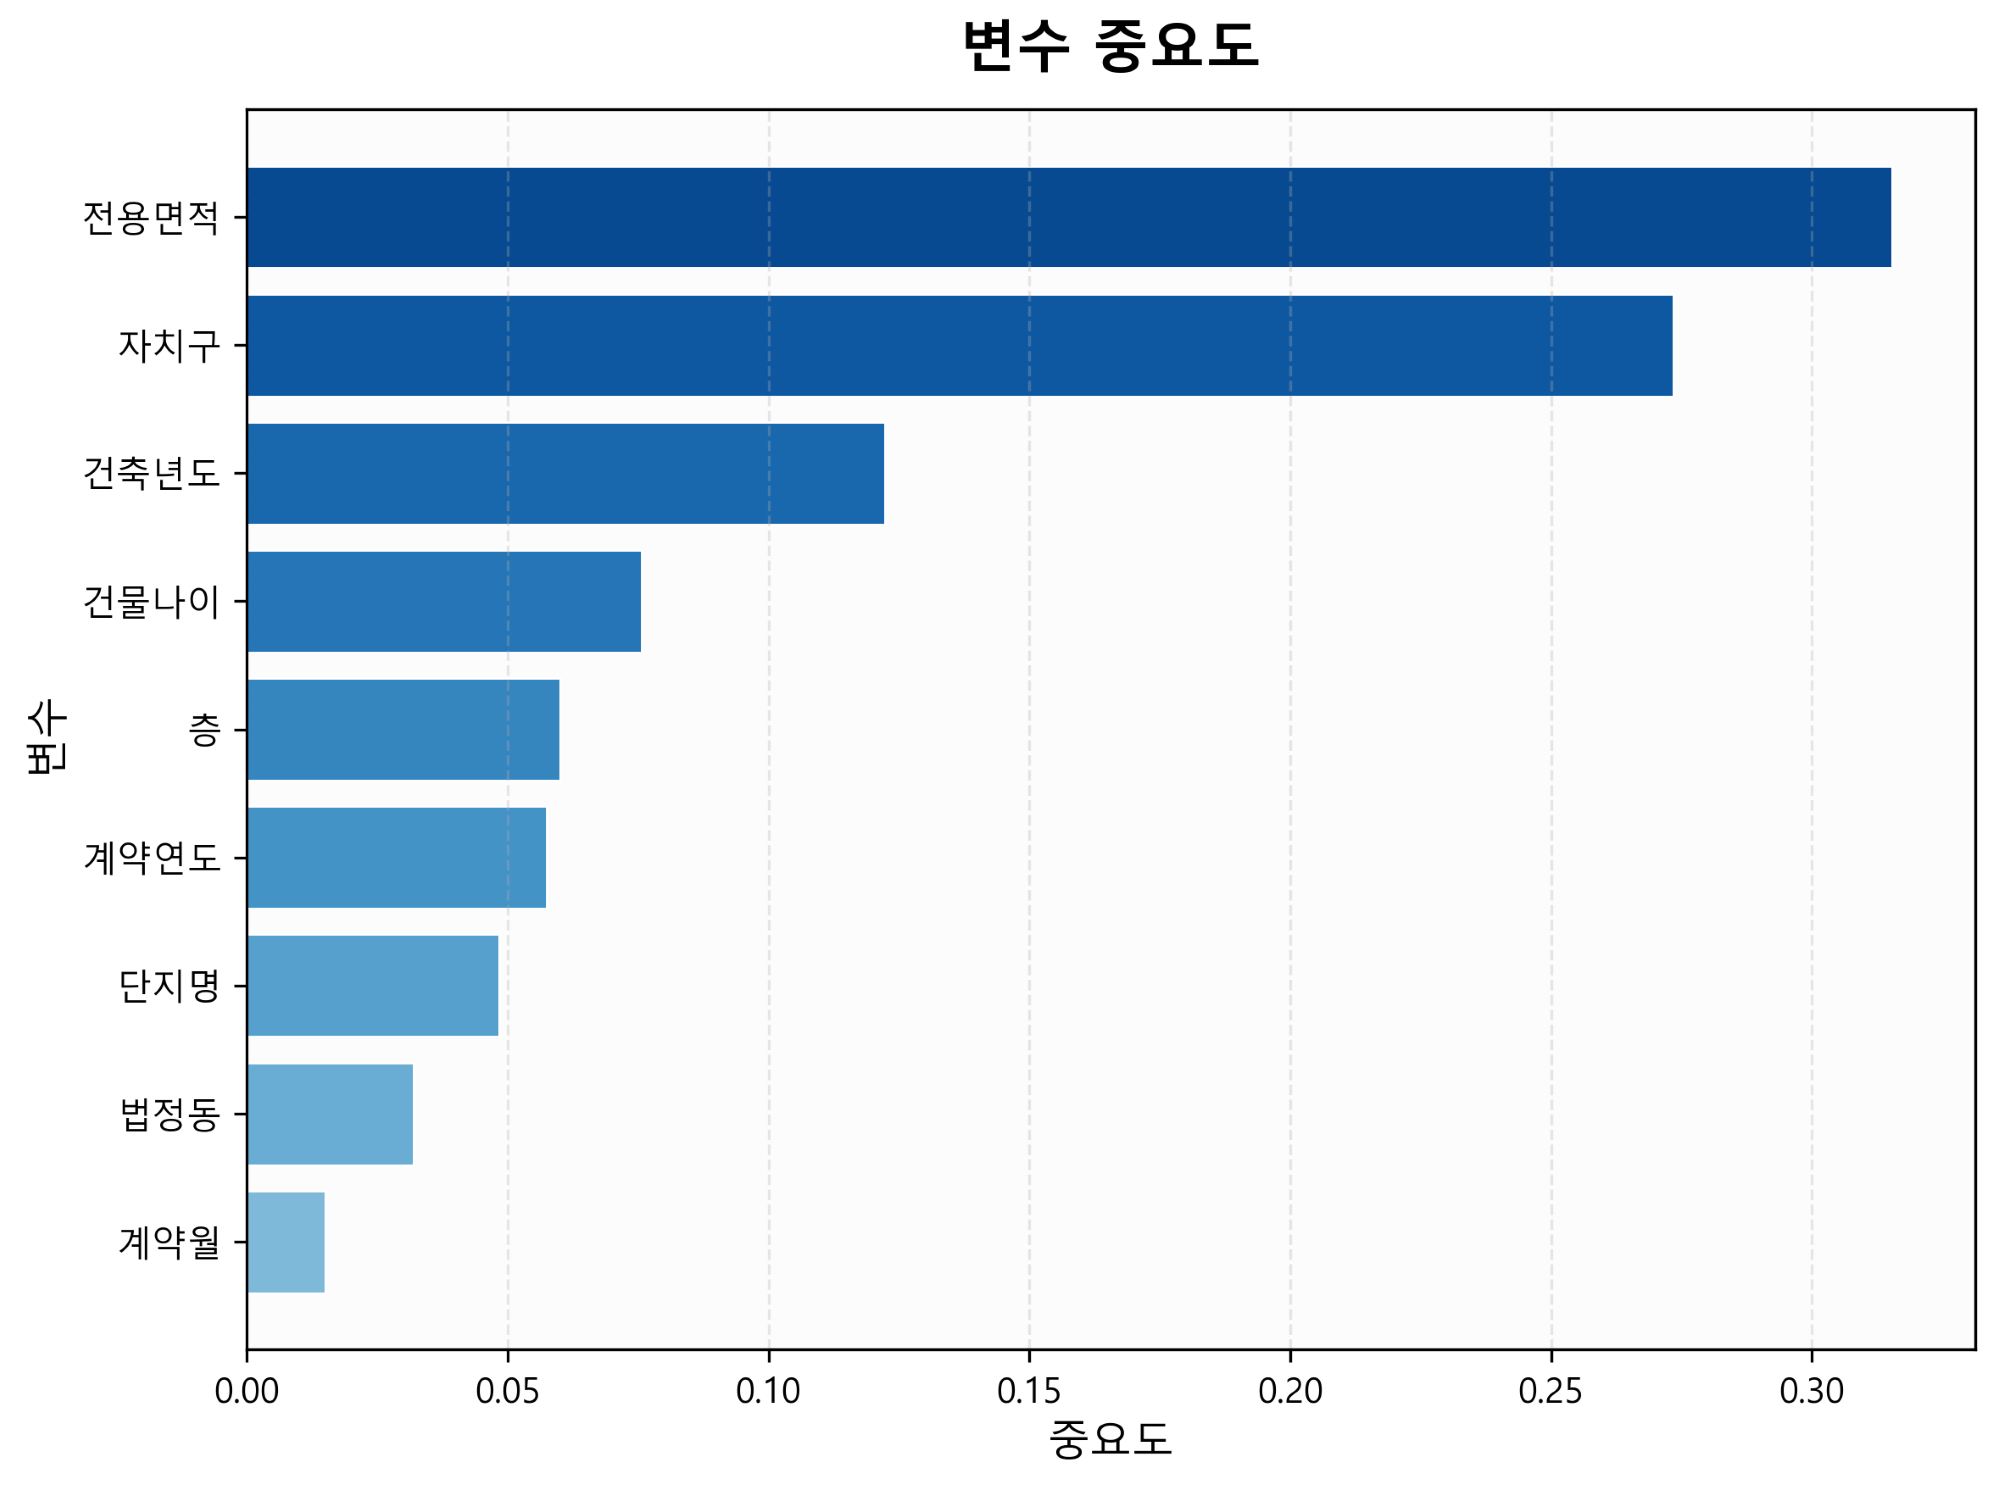 변수 중요도
전용면적
자치구
건축년도
건물나이
층
계약연도
단지명
법정동
계약월
변수
0.00 0.05 0.10 0.15 0.20 0.25 0.30
중요도